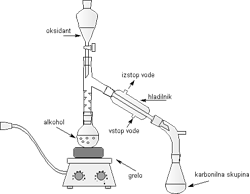 oksidant
izstop vode
hladilnik
alkohol
vstop vode
grelo
karbonilna skupina